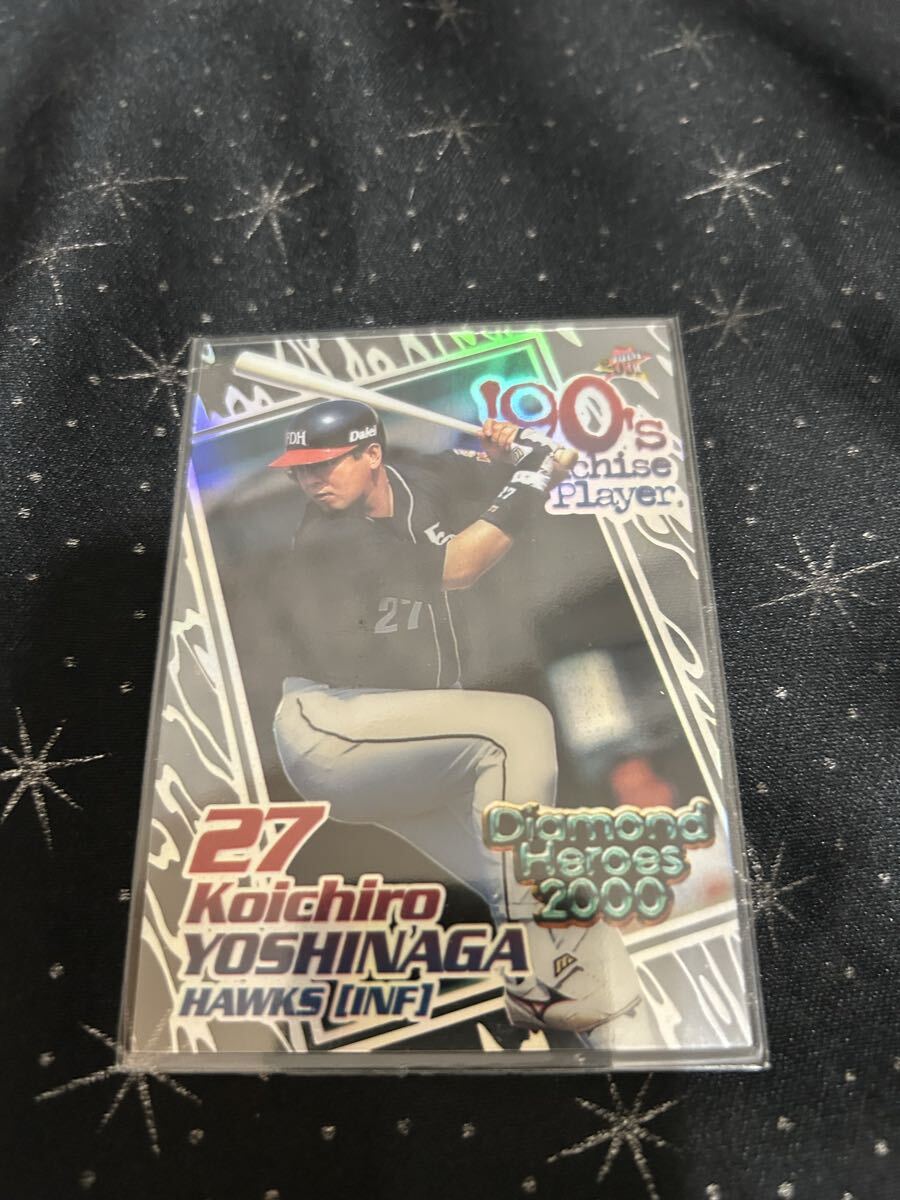 '90's
chise
Player.
FDH
Daiei
27
27
Koichiro
YOSHINAGA
HAWKS [INF]
Diamond
Heroes
2000